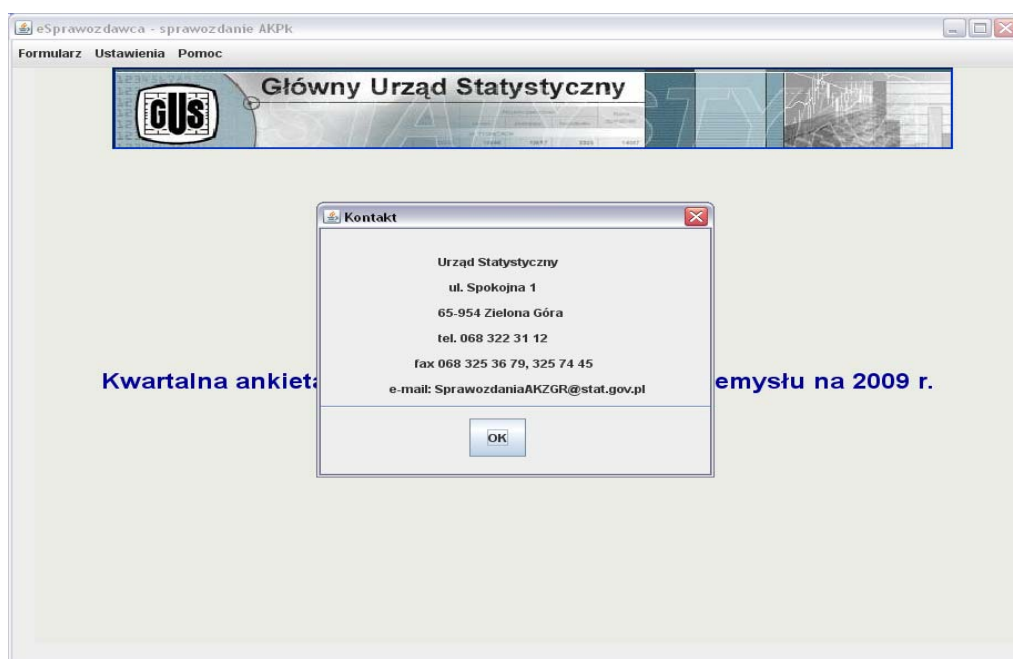 eSprawozdawca - sprawozdanie AKPk
Formularz Ustawienia Pomoc
GUS
Główny Urząd Statystyczny
Kontakt
Urząd Statystyczny
ul. Spokojna 1
65-954 Zielona Góra
tel. 068 322 31 12
fax 068 325 36 79, 325 74 45
e-mail: SprawozdaniaAKZGR@stat.gov.pl
Kwartalna emysłu na 2009 r.
OK